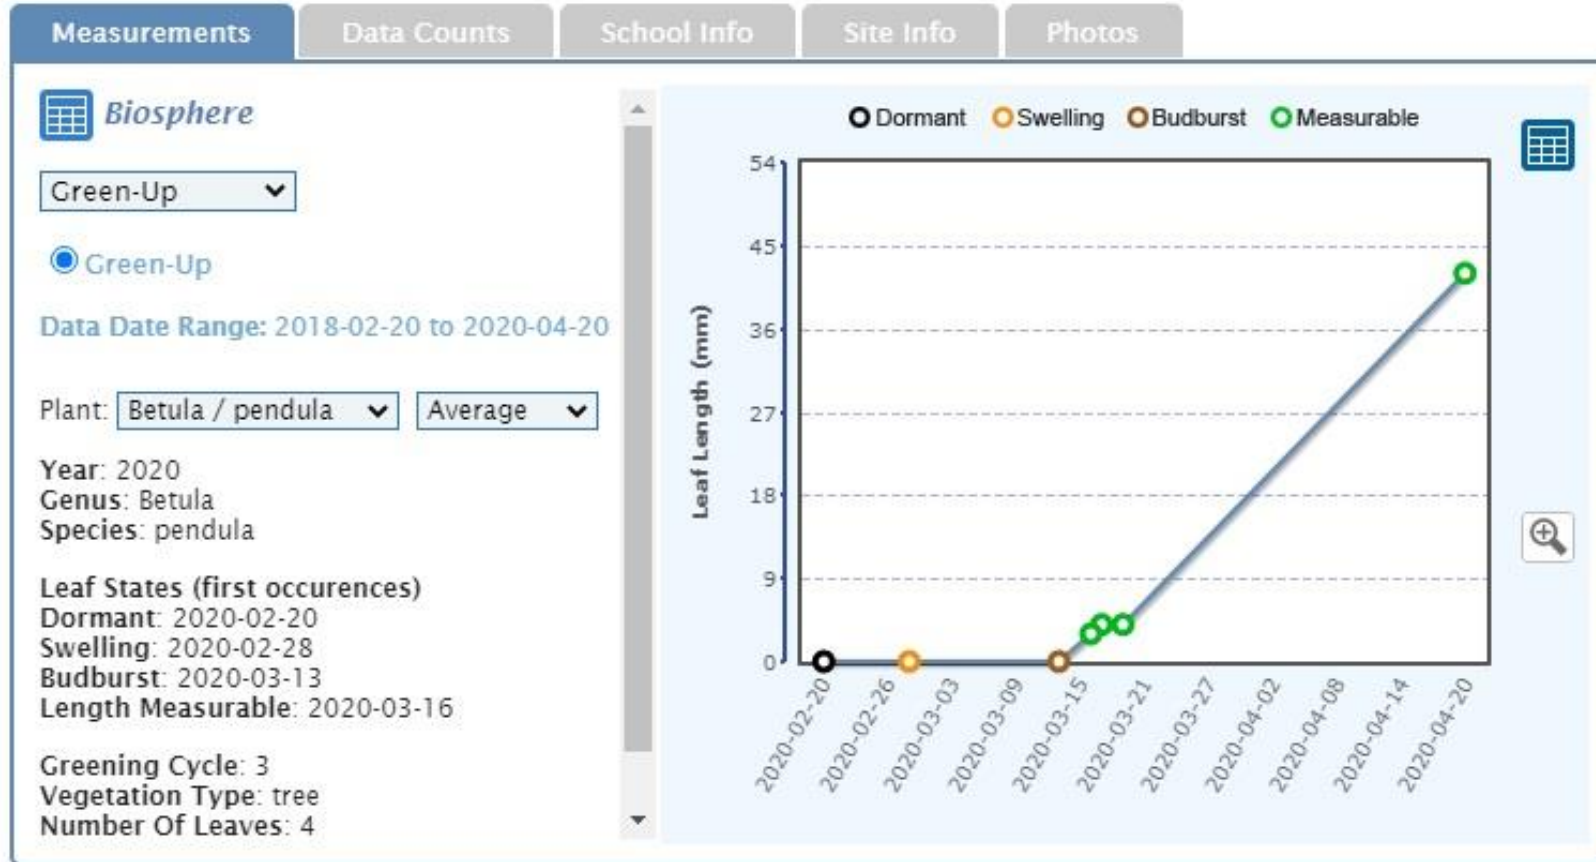 Measurements
Data Counts
School Info
Site Info
Photos
Biosphere
Green-Up
Green-Up
Data Date Range: 2018-02-20 to 2020-04-20
Plant: Betula / pendula Average
Year: 2020
Genus: Betula
Species: pendula
Leaf States (first occurences)
Dormant: 2020-02-20
Swelling: 2020-02-28
Budburst: 2020-03-13
Length Measurable: 2020-03-16
Greening Cycle: 3
Vegetation Type: tree
Number Of Leaves: 4
Dormant Swelling Budburst Measurable
Leaf Length (mm)
54
45
36
27
18
9
0
2020-02-20
2020-02-26
2020-03-03
2020-03-09
2020-03-15
2020-03-21
2020-03-27
2020-04-02
2020-04-08
2020-04-14
2020-04-20